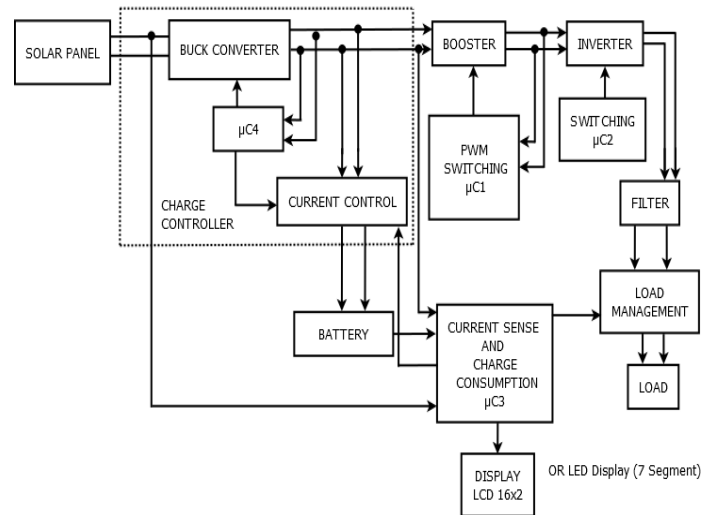 SOLAR PANEL
BUCK CONVERTER
BOOSTER
INVERTER
µC4
PWM
SWITCHING
µC1
SWITCHING
µC2
CHARGE
CONTROLLER
CURRENT CONTROL
FILTER
BATTERY
CURRENT SENSE
AND
CHARGE
CONSUMPTION
µC3
LOAD
MANAGEMENT
LOAD
DISPLAY
LCD 16x2
OR LED Display (7 Segment)